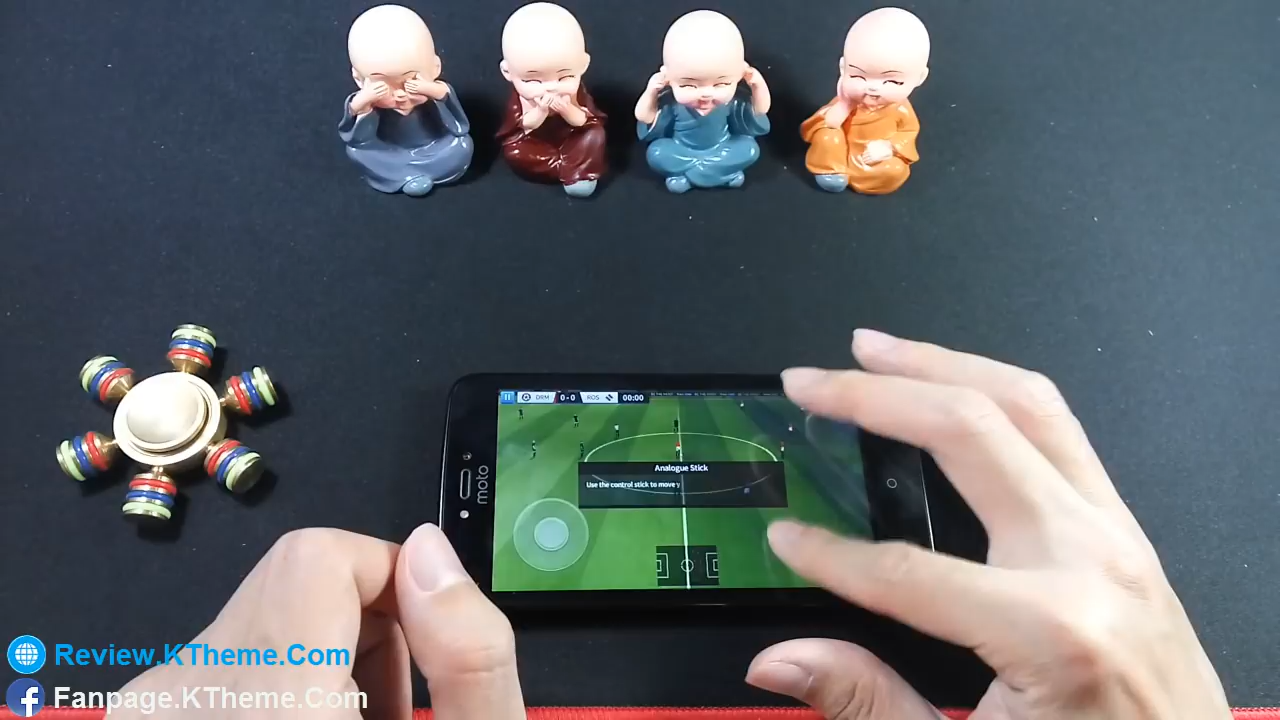 DRM 0-0 ROS 00:00
Analogue Stick
Use the control stick to move y
moto
Review.KTheme.Com
Fanpage.KTheme.Com